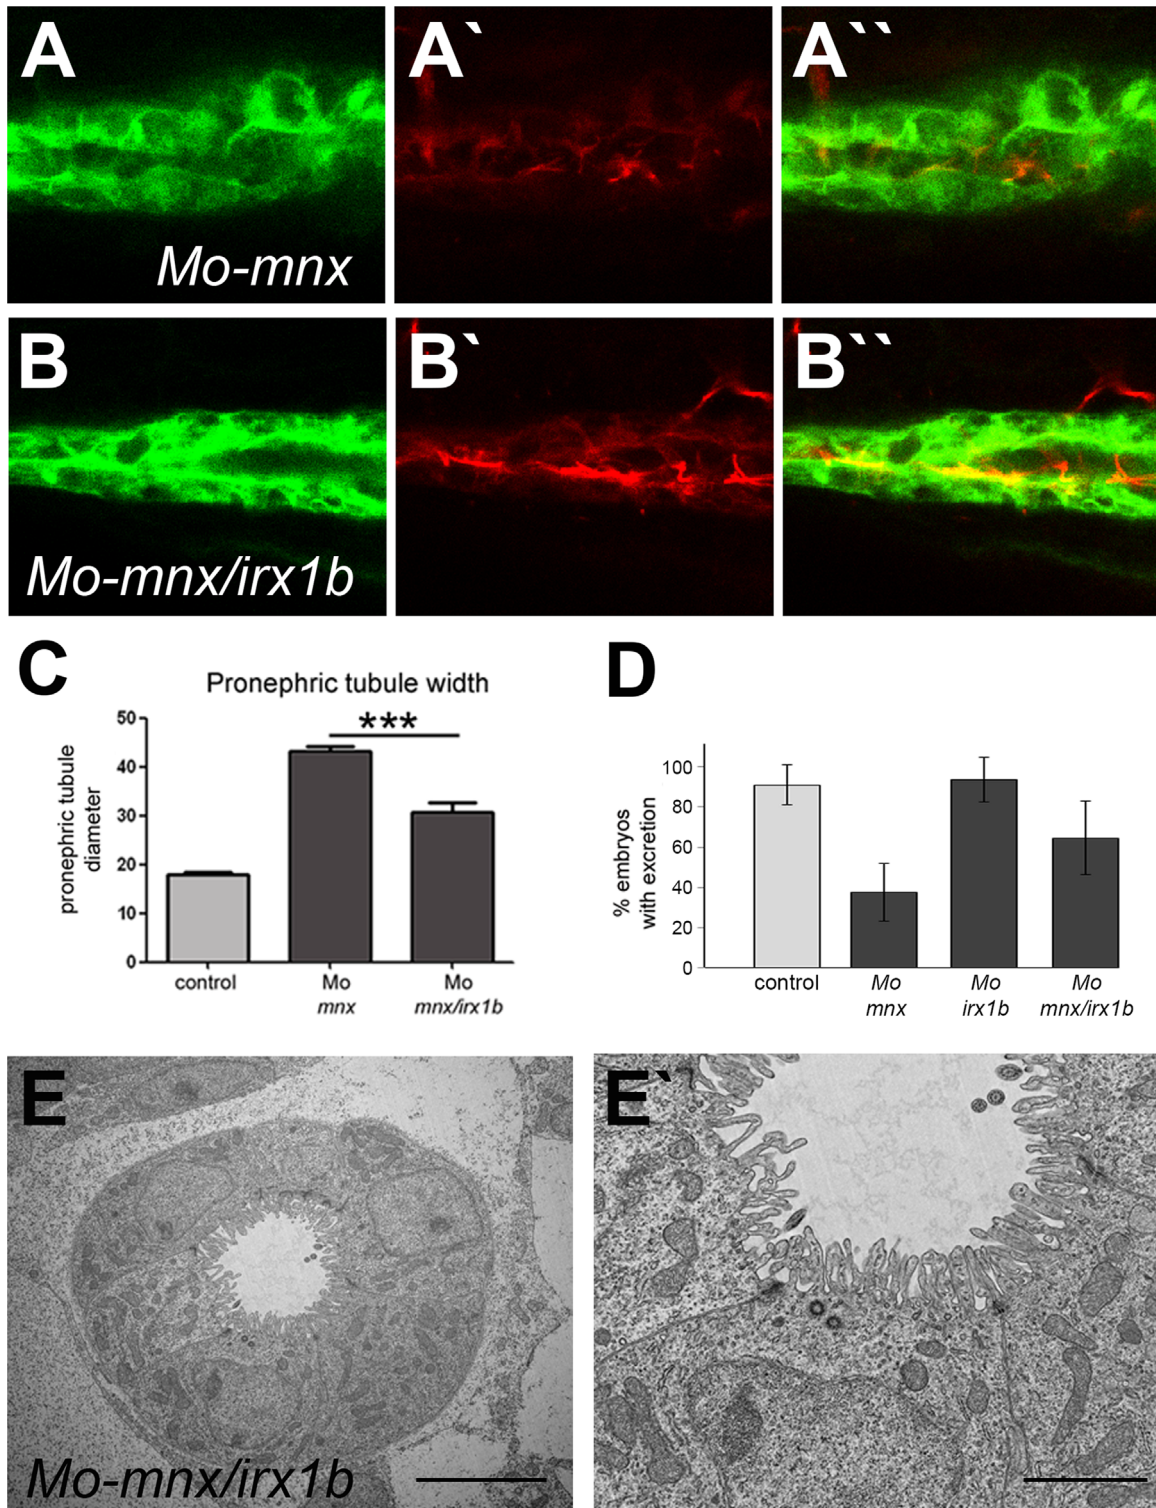 A
A`
A``
Mo-mnx
B
B`
B``
Mo-mnx/irx1b
C
Pronephric tubule width
pronephric tubule
diameter
50
40
30
20
10
0
***
control
Mo
mnx
Mo
mnx/irx1b
D
% embryos
with excretion
100
80
60
40
20
0
control
Mo
mnx
Mo
irx1b
Mo
mnx/irx1b
E
Mo-mnx/irx1b
E`